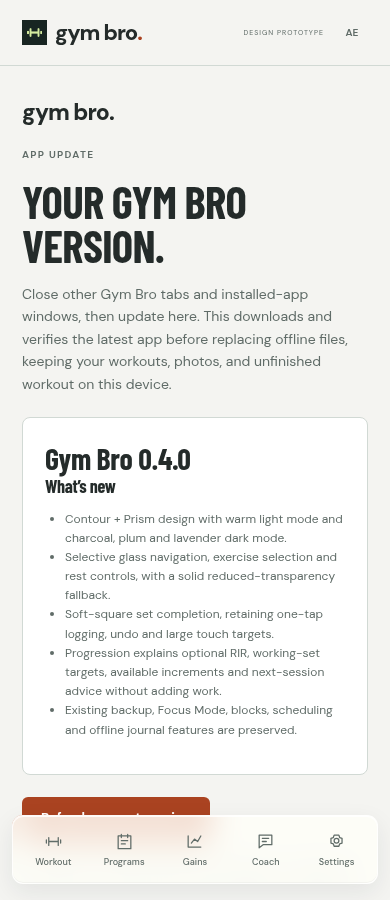 gym bro.
DESIGN PROTOTYPE
AE
gym bro.
APP UPDATE
YOUR GYM BRO
VERSION.
Close other Gym Bro tabs and installed-app
windows, then update here. This downloads and
verifies the latest app before replacing offline files,
keeping your workouts, photos, and unfinished
workout on this device.
Gym Bro 0.4.0
What's new
• Contour + Prism design with warm light mode and
charcoal, plum and lavender dark mode.
• Selective glass navigation, exercise selection and
rest controls, with a solid reduced-transparency
fallback.
• Soft-square set completion, retaining one-tap
logging, undo and large touch targets.
• Progression explains optional RIR, working-set
targets, available increments and next-session
advice without adding work.
• Existing backup, Focus Mode, blocks, scheduling
and offline journal features are preserved.
Workout
Programs
Gains
Coach
Settings